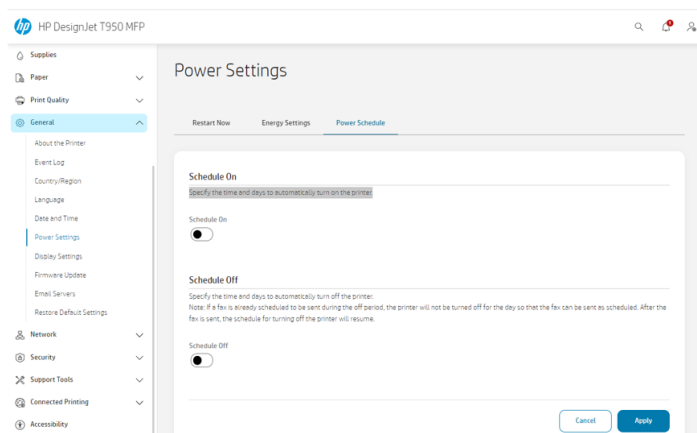 HP DesignJet T950 MFP
Supplies
Paper
Print Quality
General
About the Printer
Event Log
Country/Region
Language
Date and Time
Power Settings
Display Settings
Firmware Update
Email Servers
Restore Default Settings
Network
Security
Support Tools
Connected Printing
Accessibility
Power Settings
Restart Now
Energy Settings
Power Schedule
Schedule On
Specify the time and days to automatically turn on the printer.
Schedule On
Schedule Off
Specify the time and days to automatically turn off the printer.
Note: If a fax is already scheduled to be sent during the off period, the printer will not be turned off for the day so that the fax can be sent as scheduled. After the
fax is sent, the schedule for turning off the printer will resume.
Schedule Off
Cancel
Apply